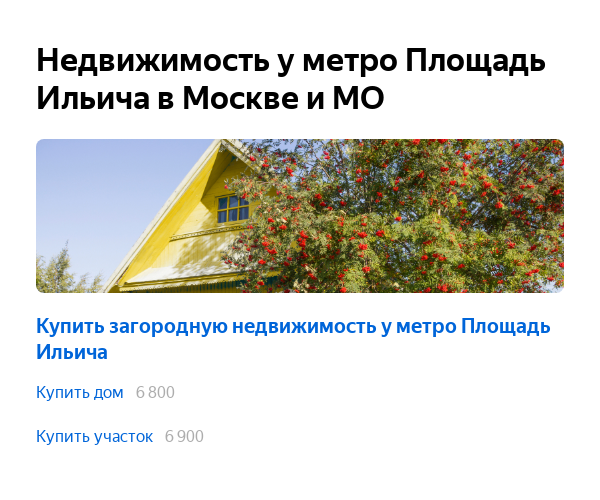 Недвижимость у метро Площадь
Ильича в Москве и МО
Купить загородную недвижимость у метро Площадь
Ильича
Купить дом 6 800
Купить участок 6 900